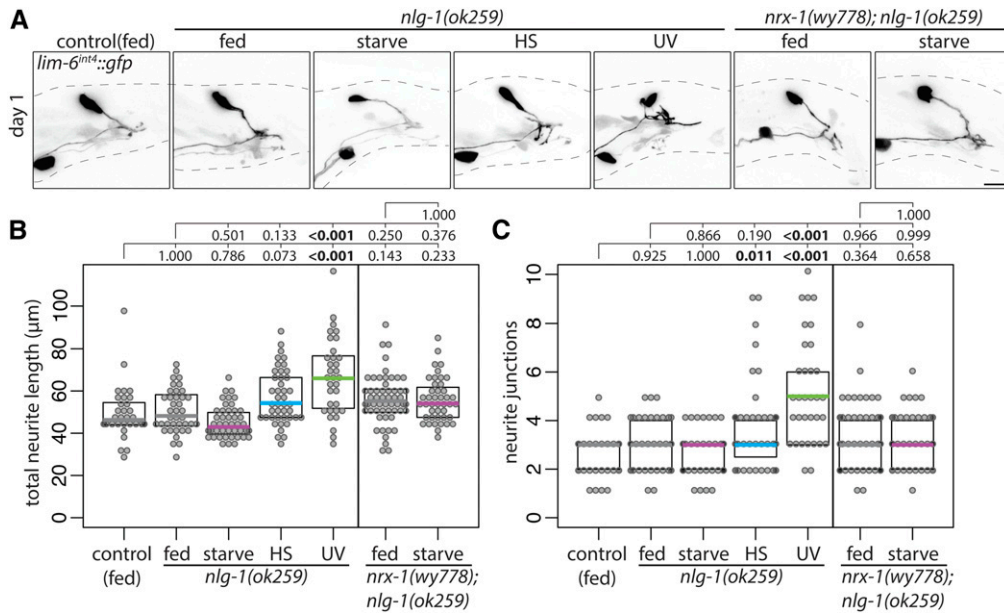 A
nlg-1(ok259)
nrx-1(wy778); nlg-1(ok259)
control(fed) fed starve HS UV fed starve
lim-6int4::gfp
day 1
B
1.000
0.501 0.133 <0.001 0.250 0.376
1.000 0.786 0.073 <0.001 0.143 0.233
total neurite length (µm)
100
80
60
40
20
0
control (fed) fed starve HS UV fed starve
nlg-1(ok259) nrx-1(wy778);
nlg-1(ok259)
C
1.000
0.866 0.190 <0.001 0.966 0.999
0.925 1.000 0.011 <0.001 0.364 0.658
neurite junctions
10
8
6
4
2
0
control (fed) fed starve HS UV fed starve
nlg-1(ok259) nrx-1(wy778);
nlg-1(ok259)